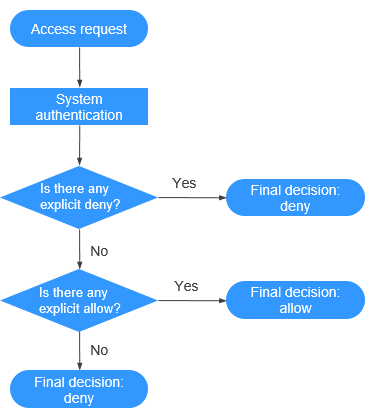 Access request
System
authentication
Is there any
explicit deny?
Yes
Final decision:
deny
No
Is there any
explicit allow?
Yes
Final decision:
allow
No
Final decision:
deny